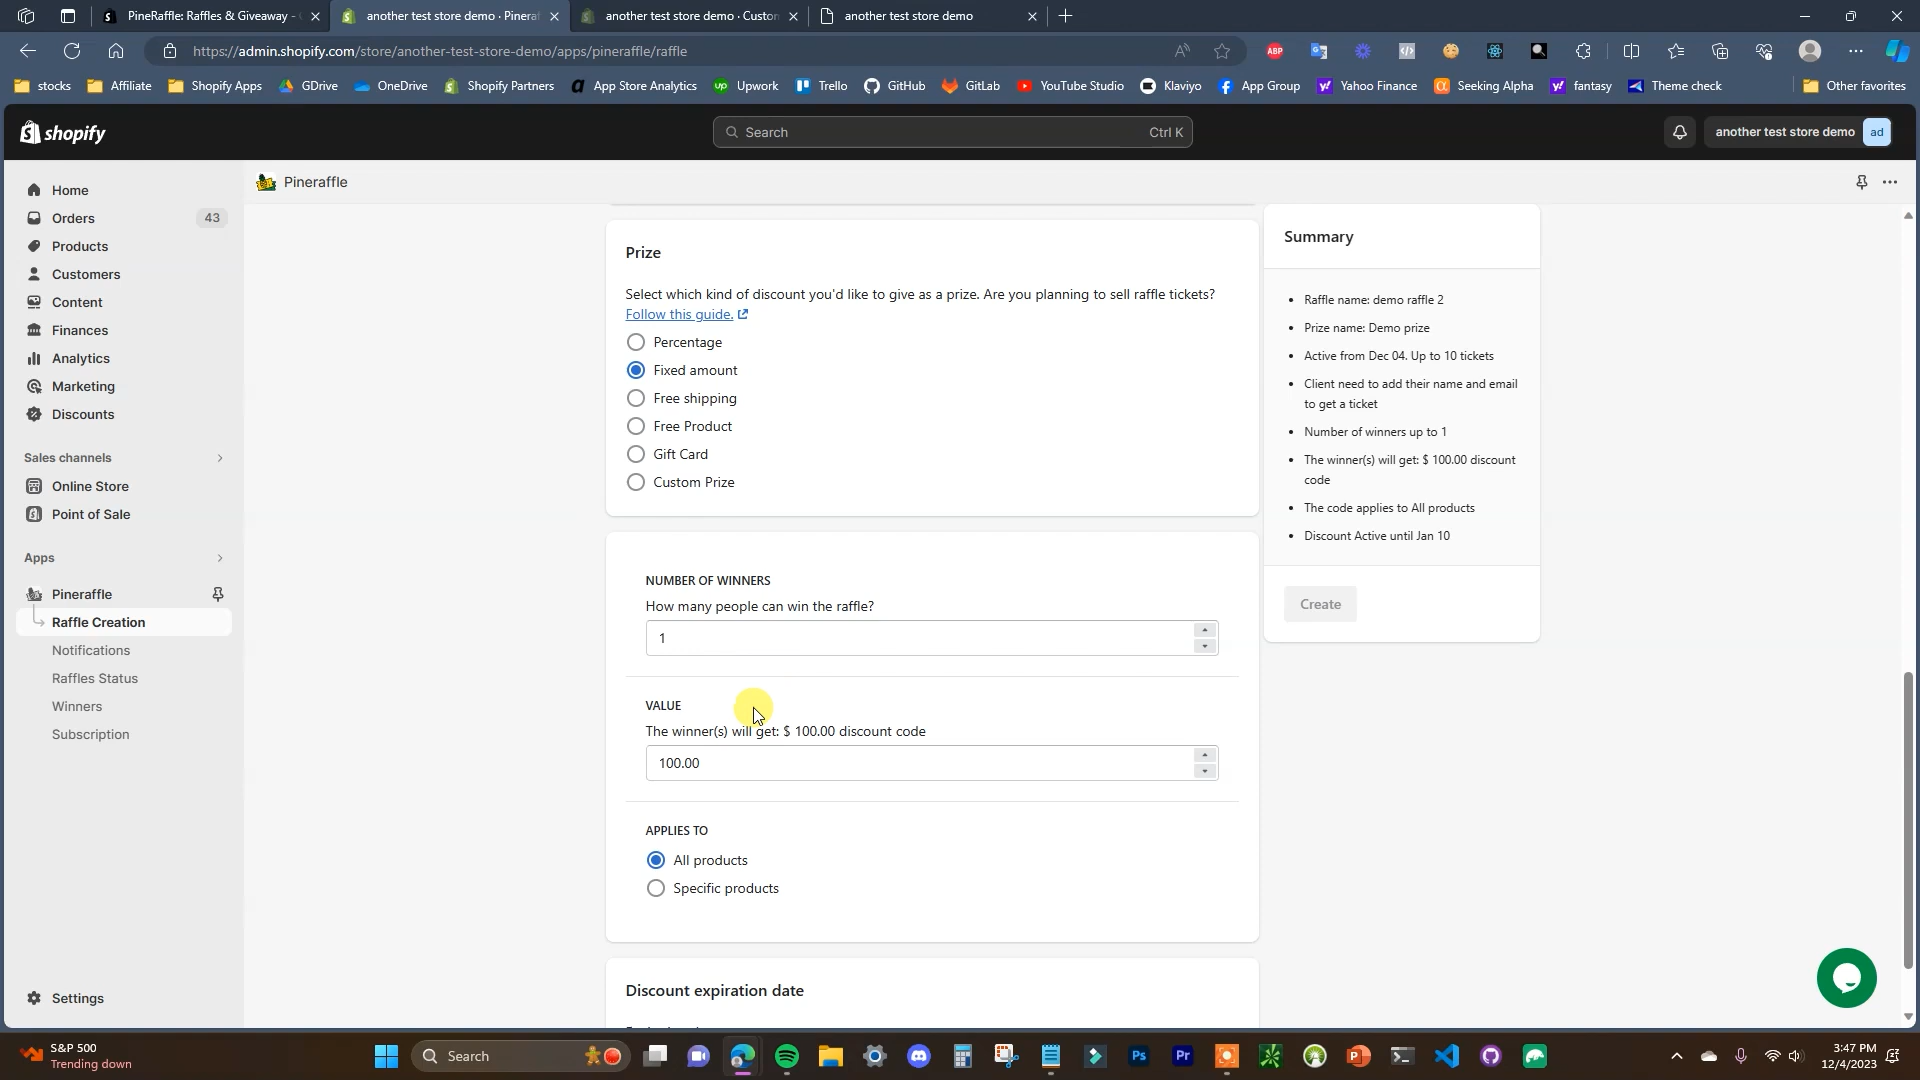 PineRaffle: Raffles & Giveaway -
another test store demo · Pineraf
another test store demo · Custom
another test store demo
https://admin.shopify.com/store/another-test-store-demo/apps/pineraffle/raffle
ABP
stocks
Affiliate
Shopify Apps
GDrive
OneDrive
Shopify Partners
App Store Analytics
Upwork
Trello
GitHub
GitLab
YouTube Studio
Klaviyo
App Group
Yahoo Finance
Seeking Alpha
fantasy
Theme check
Other favorites
shopify
Search
Ctrl K
another test store demo
ad
Home
Orders
43
Products
Customers
Content
Finances
Analytics
Marketing
Discounts
Sales channels
Online Store
Point of Sale
Apps
Pineraffle
Raffle Creation
Notifications
Raffles Status
Winners
Subscription
Settings
Pineraffle
Prize
Select which kind of discount you'd like to give as a prize. Are you planning to sell raffle tickets?
Follow this guide.
Percentage
Fixed amount
Free shipping
Free Product
Gift Card
Custom Prize
NUMBER OF WINNERS
How many people can win the raffle?
1
VALUE
The winner(s) will get: $ 100.00 discount code
100.00
APPLIES TO
All products
Specific products
Discount expiration date
Summary
Raffle name: demo raffle 2
Prize name: Demo prize
Active from Dec 04. Up to 10 tickets
Client need to add their name and email
to get a ticket
Number of winners up to 1
The winner(s) will get: $ 100.00 discount
code
The code applies to All products
Discount Active until Jan 10
Create
S&P 500
Trending down
Search
Ps
Pr
3:47 PM
12/4/2023